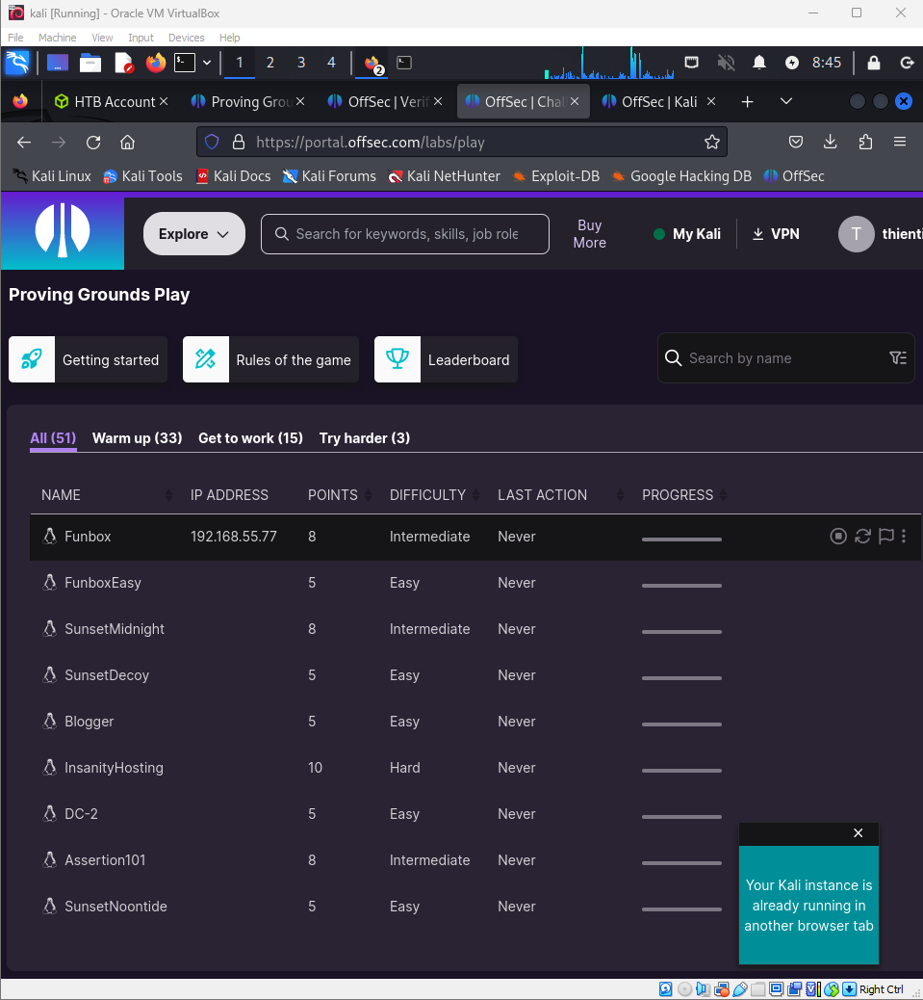 kali [Running] - Oracle VM VirtualBox
File Machine View Input Devices Help
1 2 3 4 2 8:45
HTB Account Proving Grou OffSec | Verif OffSec | Chal OffSec | Kali
https://portal.offsec.com/labs/play
Kali Linux Kali Tools Kali Docs Kali Forums Kali NetHunter Exploit-DB Google Hacking DB OffSec
Explore Search for keywords, skills, job role Buy More My Kali VPN T thienti
Proving Grounds Play
Getting started Rules of the game Leaderboard Search by name
All (51) Warm up (33) Get to work (15) Try harder (3)
NAME IP ADDRESS POINTS DIFFICULTY LAST ACTION PROGRESS
Funbox 192.168.55.77 8 Intermediate Never
FunboxEasy 5 Easy Never
SunsetMidnight 8 Intermediate Never
SunsetDecoy 5 Easy Never
Blogger 5 Easy Never
InsanityHosting 10 Hard Never
DC-2 5 Easy Never
Assertion101 8 Intermediate Never
SunsetNoontide 5 Easy Never
Your Kali instance is
already running in
another browser tab
Right Ctrl